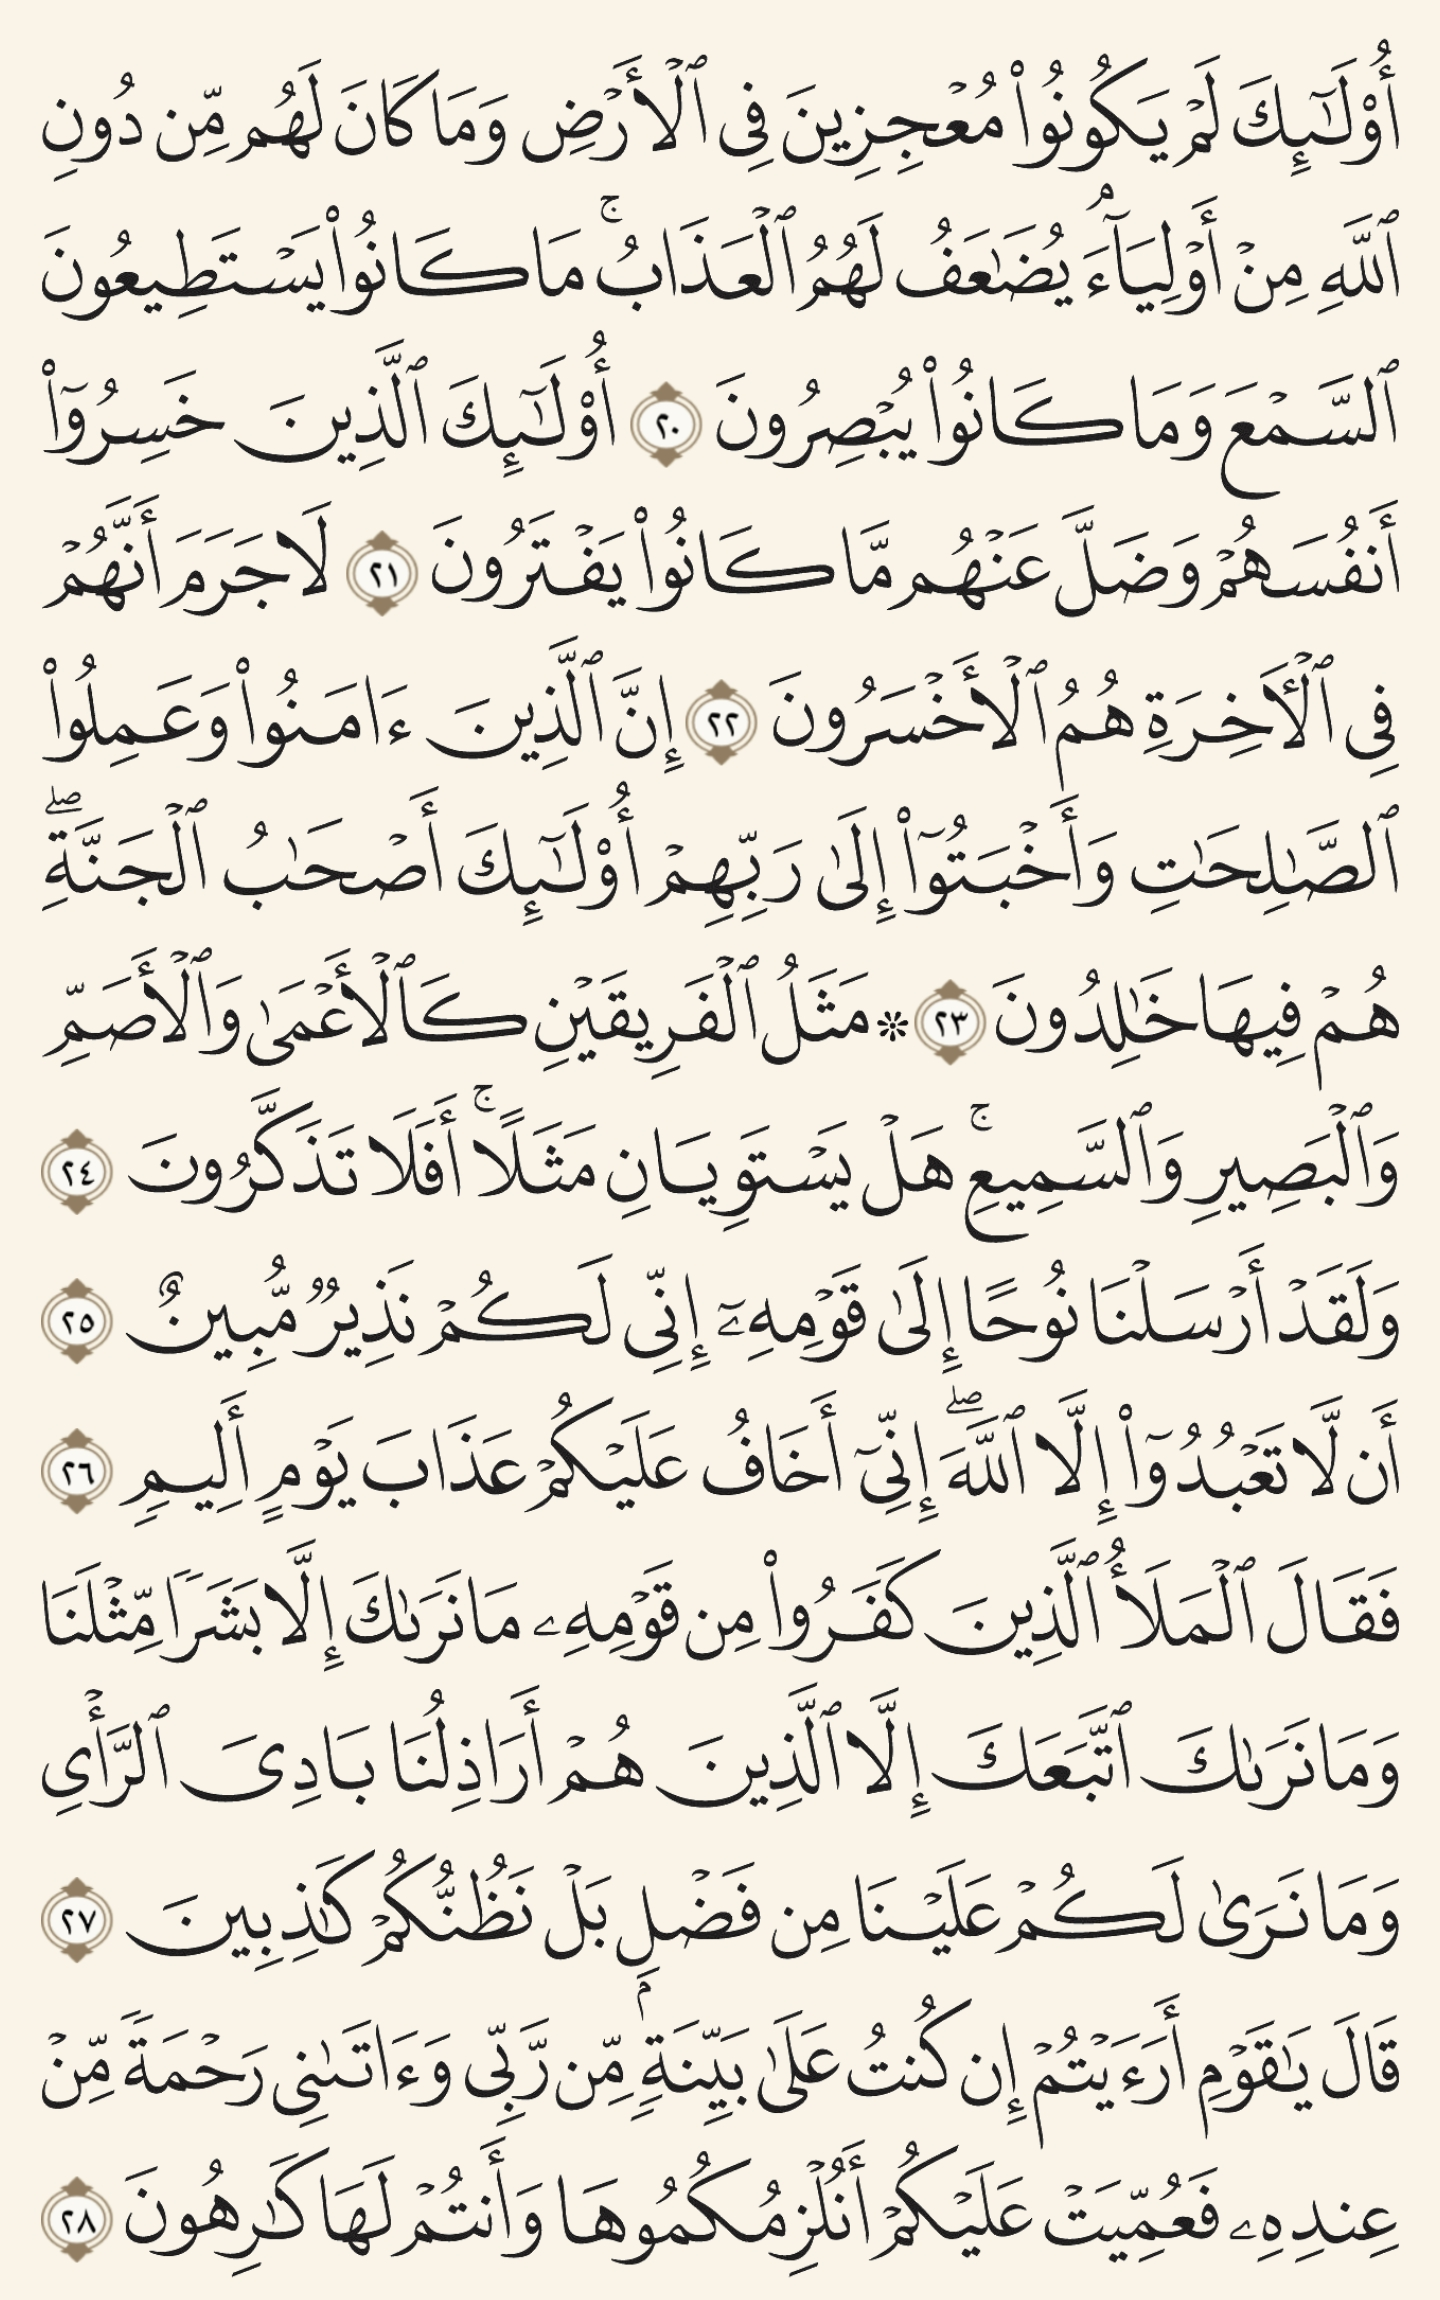 أُوْلَٰٓئِكَ لَمۡ يَكُونُواْ مُعۡجِزِينَ فِي ٱلۡأَرۡضِ وَمَا كَانَ لَهُم مِّن دُونِ
ٱللَّهِ مِنۡ أَوۡلِيَآءَۘ يُضَٰعَفُ لَهُمُ ٱلۡعَذَابُۚ مَا كَانُواْ يَسۡتَطِيعُونَ
ٱلسَّمۡعَ وَمَا كَانُواْ يُبۡصِرُونَ ٢٠ أُوْلَٰٓئِكَ ٱلَّذِينَ خَسِرُوٓاْ
أَنفُسَهُمۡ وَضَلَّ عَنۡهُم مَّا كَانُواْ يَفۡتَرُونَ ٢١ لَا جَرَمَ أَنَّهُمۡ
فِي ٱلۡأٓخِرَةِ هُمُ ٱلۡأَخۡسَرُونَ ٢٢ إِنَّ ٱلَّذِينَ ءَامَنُواْ وَعَمِلُواْ
ٱلصَّٰلِحَٰتِ وَأَخۡبَتُوٓاْ إِلَىٰ رَبِّهِمۡ أُوْلَٰٓئِكَ أَصۡحَٰبُ ٱلۡجَنَّةِۖ
هُمۡ فِيهَا خَٰلِدُونَ ٢٣ ۞ مَثَلُ ٱلۡفَرِيقَيۡنِ كَٱلۡأَعۡمَىٰ وَٱلۡأَصَمِّ
وَٱلۡبَصِيرِ وَٱلسَّمِيعِۚ هَلۡ يَسۡتَوِيَانِ مَثَلًاۚ أَفَلَا تَذَكَّرُونَ ٢٤
وَلَقَدۡ أَرۡسَلۡنَا نُوحًا إِلَىٰ قَوۡمِهِۦٓ إِنِّي لَكُمۡ نَذِيرٞ مُّبِينٌ ٢٥
أَن لَّا تَعۡبُدُوٓاْ إِلَّا ٱللَّهَۖ إِنِّيٓ أَخَافُ عَلَيۡكُمۡ عَذَابَ يَوۡمٍ أَلِيمٖ ٢٦
فَقَالَ ٱلۡمَلَأُ ٱلَّذِينَ كَفَرُواْ مِن قَوۡمِهِۦ مَا نَرَىٰكَ إِلَّا بَشَرٗا مِّثۡلَنَا
وَمَا نَرَىٰكَ ٱتَّبَعَكَ إِلَّا ٱلَّذِينَ هُمۡ أَرَاذِلُنَا بَادِيَ ٱلرَّأۡيِ
وَمَا نَرَىٰ لَكُمۡ عَلَيۡنَا مِن فَضۡلِۭ بَلۡ نَظُنُّكُمۡ كَٰذِبِينَ ٢٧
قَالَ يَٰقَوۡمِ أَرَءَيۡتُمۡ إِن كُنتُ عَلَىٰ بَيِّنَةٖ مِّن رَّبِّي وَءَاتَىٰنِي رَحۡمَةٗ مِّنۡ
عِندِهِۦ فَعُمِّيَتۡ عَلَيۡكُمۡ أَنُلۡزِمُكُمُوهَا وَأَنتُمۡ لَهَا كَٰرِهُونَ ٢٨